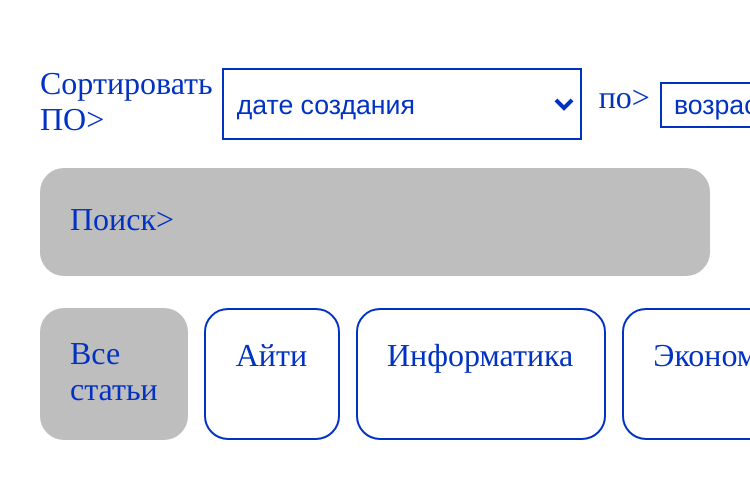 Сортировать
ПО>
дате создания
по>
Поиск>
Все
статьи
Айти
Информатика